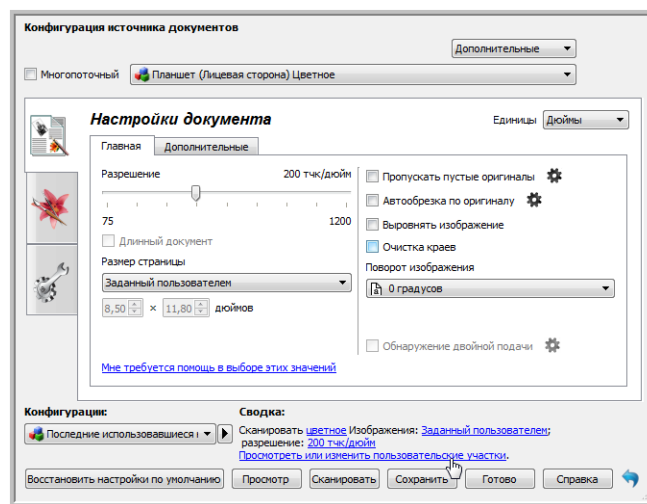 Конфигурация источника документов
Дополнительные
Многопоточный
Планшет (Лицевая сторона) Цветное
Настройки документа
Единицы Дюймы
Главная Дополнительные
Разрешение 200 тчк/дюйм
75 1200
Длинный документ
Размер страницы
Заданный пользователем
8,50 × 11,80 дюймов
Мне требуется помощь в выборе этих значений
Пропускать пустые оригиналы
Автообрезка по оригиналу
Выровнять изображение
Очистка краев
Поворот изображения
0 градусов
Обнаружение двойной подачи
Конфигурации:
Последние использовавшиеся
Сводка:
Сканировать цветное Изображения: Заданный пользователем;
разрешение: 200 тчк/дюйм
Просмотреть или изменить пользовательские участки.
Восстановить настройки по умолчанию Просмотр Сканировать Сохранить Готово Справка